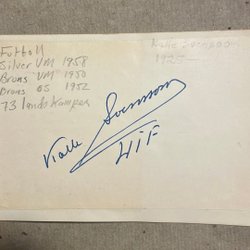 Fotboll
Silver VM 1958
Brons VM 1950
Brons OS 1952
73 landskamper
Kalle Svensson
1925-
Kalle Svensson
HIF